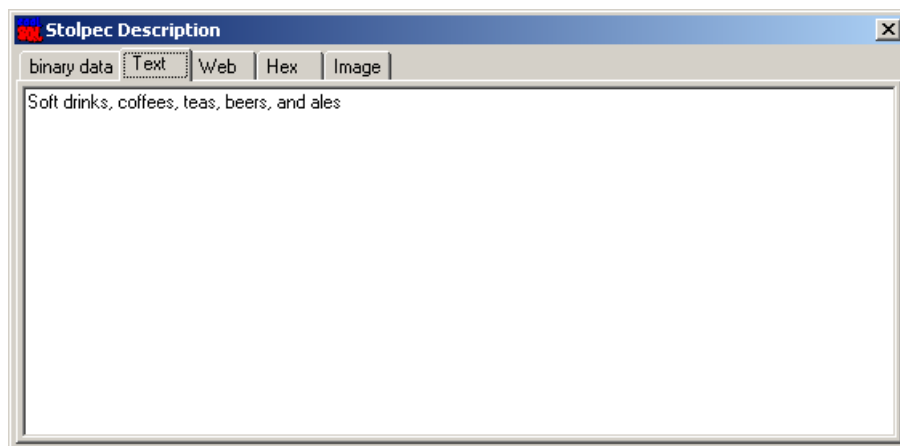 Stolpec Description
binary data Text Web Hex Image
Soft drinks, coffees, teas, beers, and ales